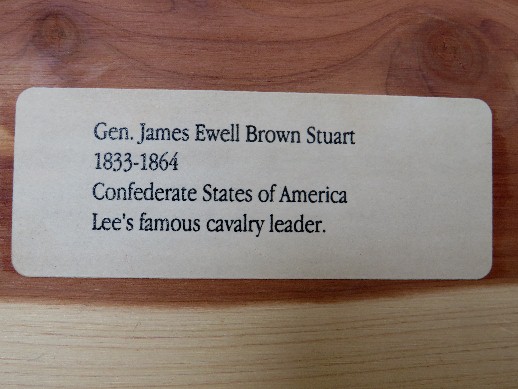 Gen. James Ewell Brown Stuart
1833-1864
Confederate States of America
Lee's famous cavalry leader.